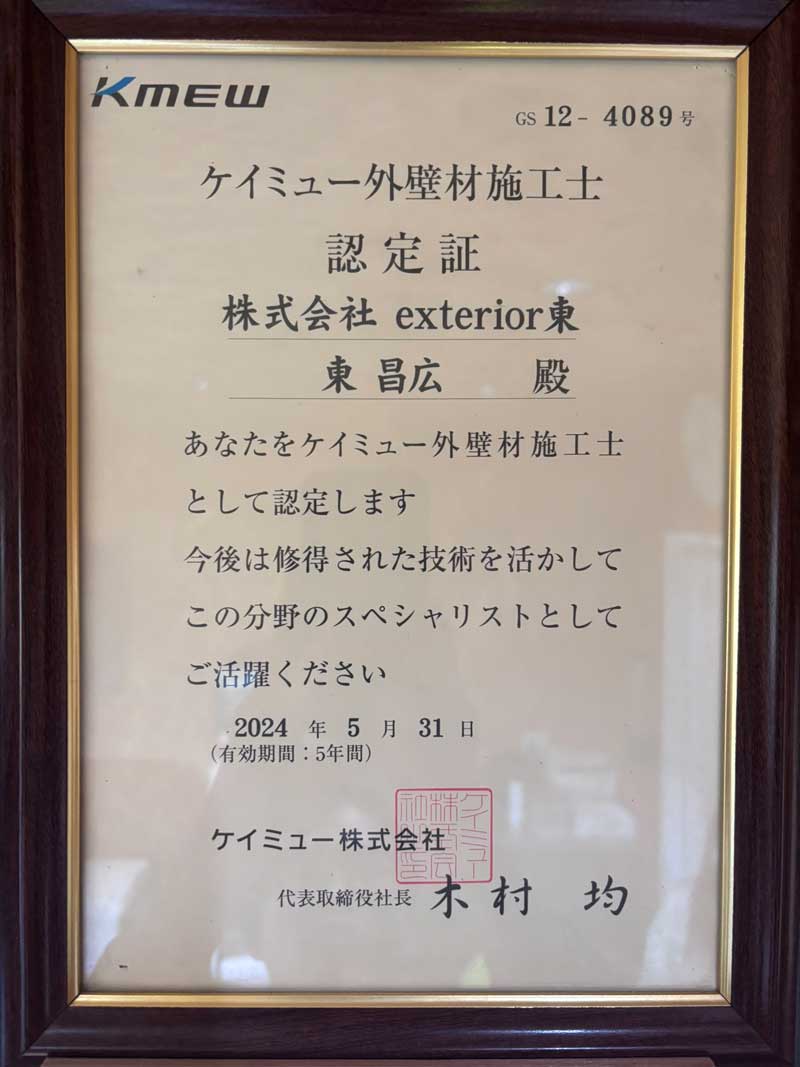 KMEW
GS 12- 4089号
ケイミュー外壁材施工士
認定証
株式会社 exterior東
東 昌広 殿
あなたをケイミュー外壁材施工士
として認定します
今後は修得された技術を活かして
この分野のスペシャリストとして
ご活躍ください
2024 年 5 月 31 日
(有効期間：5年間)
ケイミュー株式会社
代表取締役社長 木村 均